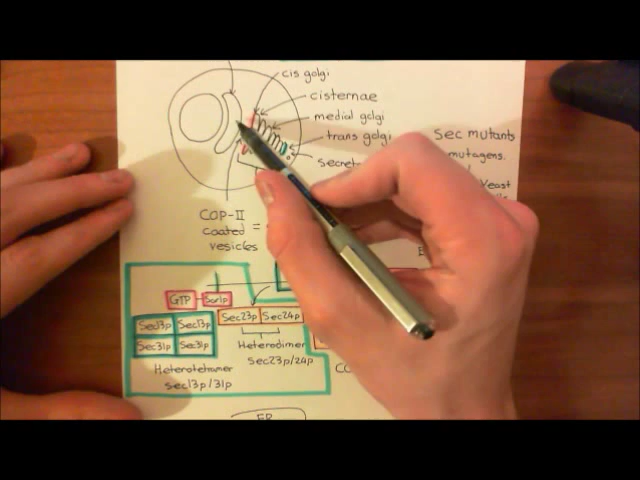 cis golgi
cisternae
medial golgi
trans golgi
Sec mutants
mutagens.
Yeast
COP-II
coated =
vesicles
GTP Sar1p
Sec23p Sec24p
Sec13p Sec13p
Sec31p Sec31p
Heterodimer
sec23p/24p
Heterotetramer
sec13p/31p
ER